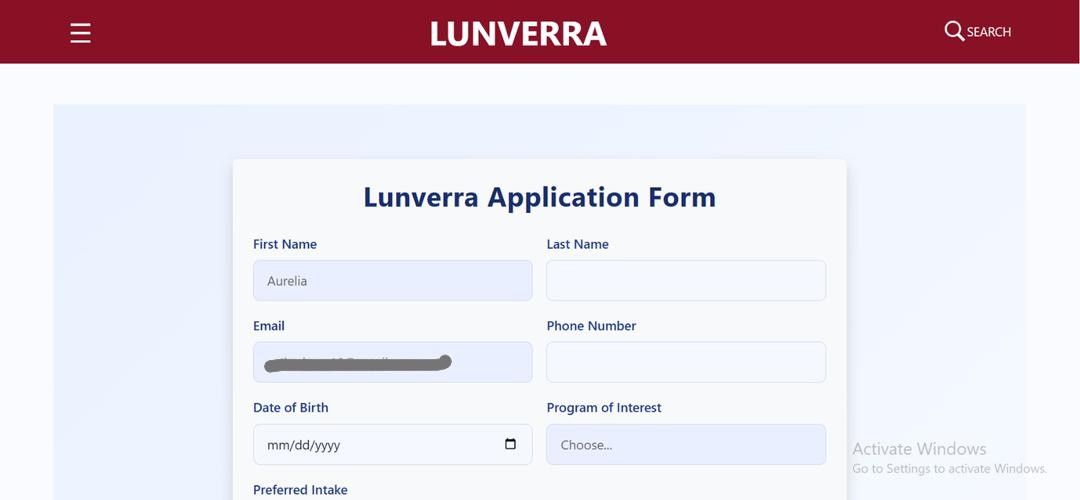 LUNVERRA
SEARCH
Lunverra Application Form
First Name
Last Name
Aurelia
Email
Phone Number
Date of Birth
Program of Interest
mm/dd/yyyy
Choose...
Activate Windows
Go to Settings to activate Windows.
Preferred Intake